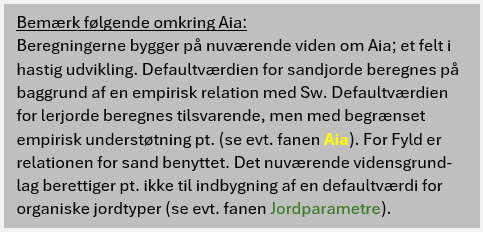 Bemærk følgende omkring Aia:
Beregningerne bygger på nuværende viden om Aia; et felt i
hastig udvikling. Defaultværdien for sandjorde beregnes på
baggrund af en empirisk relation med Sw. Defaultværdien
for lerjorde beregnes tilsvarende, men med begrænset
empirisk understøtning pt. (se evt. fanen Aia). For Fyld er
relationen for sand benyttet. Det nuværende vidensgrund-
lag berettiger pt. ikke til indbygning af en defaultværdi for
organiske jordtyper (se evt. fanen Jordparametre).